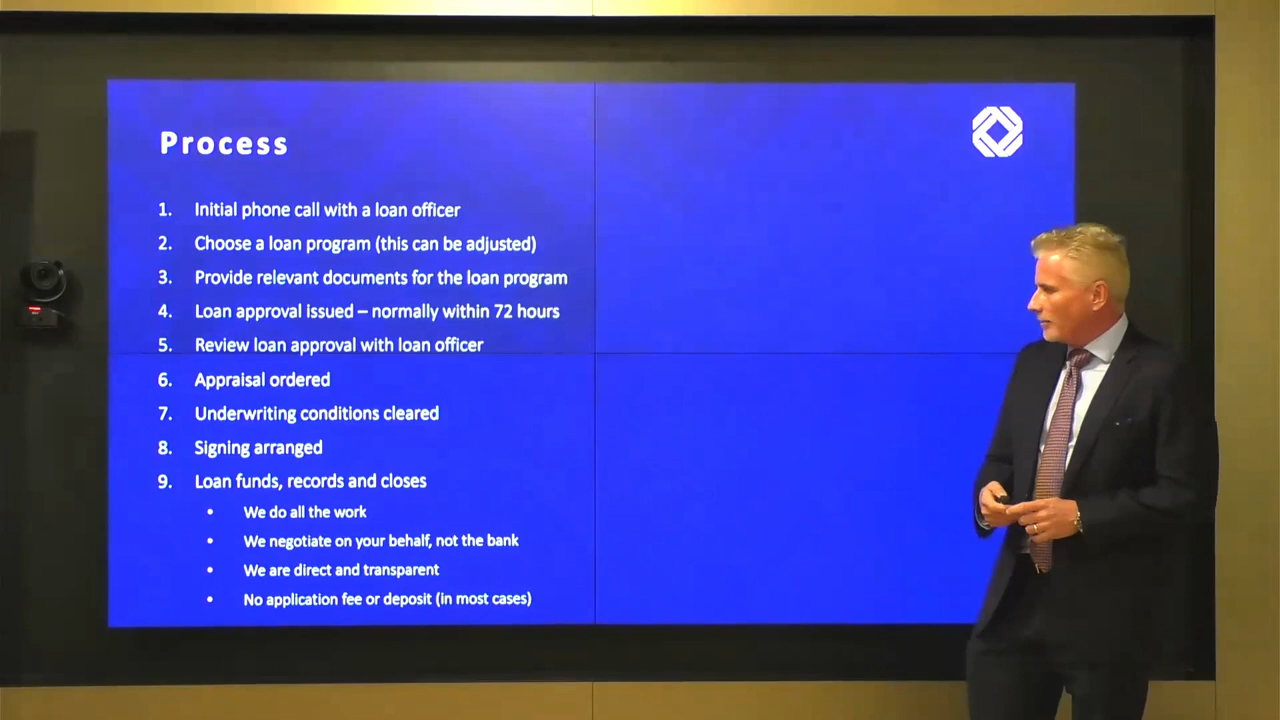 Process
1. Initial phone call with a loan officer
2. Choose a loan program (this can be adjusted)
3. Provide relevant documents for the loan program
4. Loan approval issued – normally within 72 hours
5. Review loan approval with loan officer
6. Appraisal ordered
7. Underwriting conditions cleared
8. Signing arranged
9. Loan funds, records and closes
• We do all the work
• We negotiate on your behalf, not the bank
• We are direct and transparent
• No application fee or deposit (in most cases)